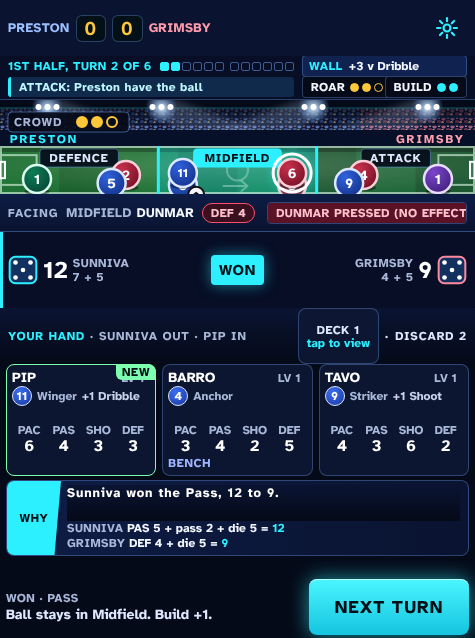 PRESTON 0 0 GRIMSBY
1ST HALF, TURN 2 OF 6
WALL +3 v Dribble
ATTACK: Preston have the ball
ROAR
BUILD
CROWD
PRESTON
GRIMSBY
DEFENCE
MIDFIELD
ATTACK
1
5
2
11
6
9
4
1
FACING MIDFIELD DUNMAR DEF 4
DUNMAR PRESSED (NO EFFECT
12 SUNNIVA
7 + 5
WON
GRIMSBY 9
4 + 5
YOUR HAND · SUNNIVA OUT · PIP IN
DECK 1
tap to view
· DISCARD 2
NEW
PIP
11 Winger +1 Dribble
PAC PAS SHO DEF
6 4 3 3
BARRO LV 1
4 Anchor
PAC PAS SHO DEF
3 4 2 5
BENCH
TAVO LV 1
9 Striker +1 Shoot
PAC PAS SHO DEF
4 3 6 2
WHY
Sunniva won the Pass, 12 to 9.
SUNNIVA PAS 5 + pass 2 + die 5 = 12
GRIMSBY DEF 4 + die 5 = 9
WON · PASS
Ball stays in Midfield. Build +1.
NEXT TURN